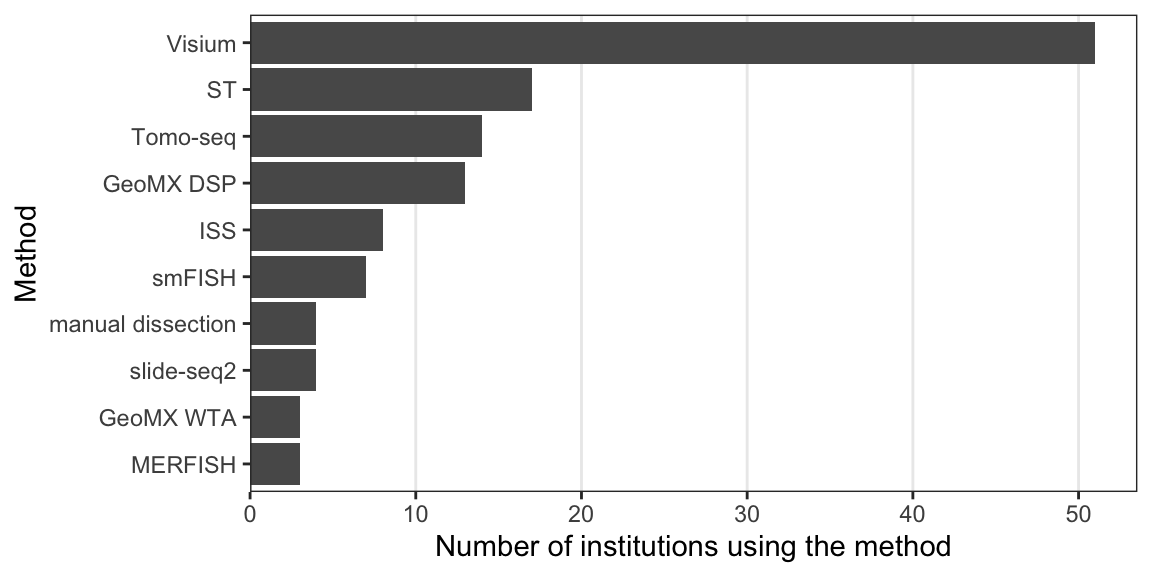 Visium
ST
Tomo-seq
GeoMX DSP
ISS
smFISH
manual dissection
slide-seq2
GeoMX WTA
MERFISH
Method
0 10 20 30 40 50
Number of institutions using the method